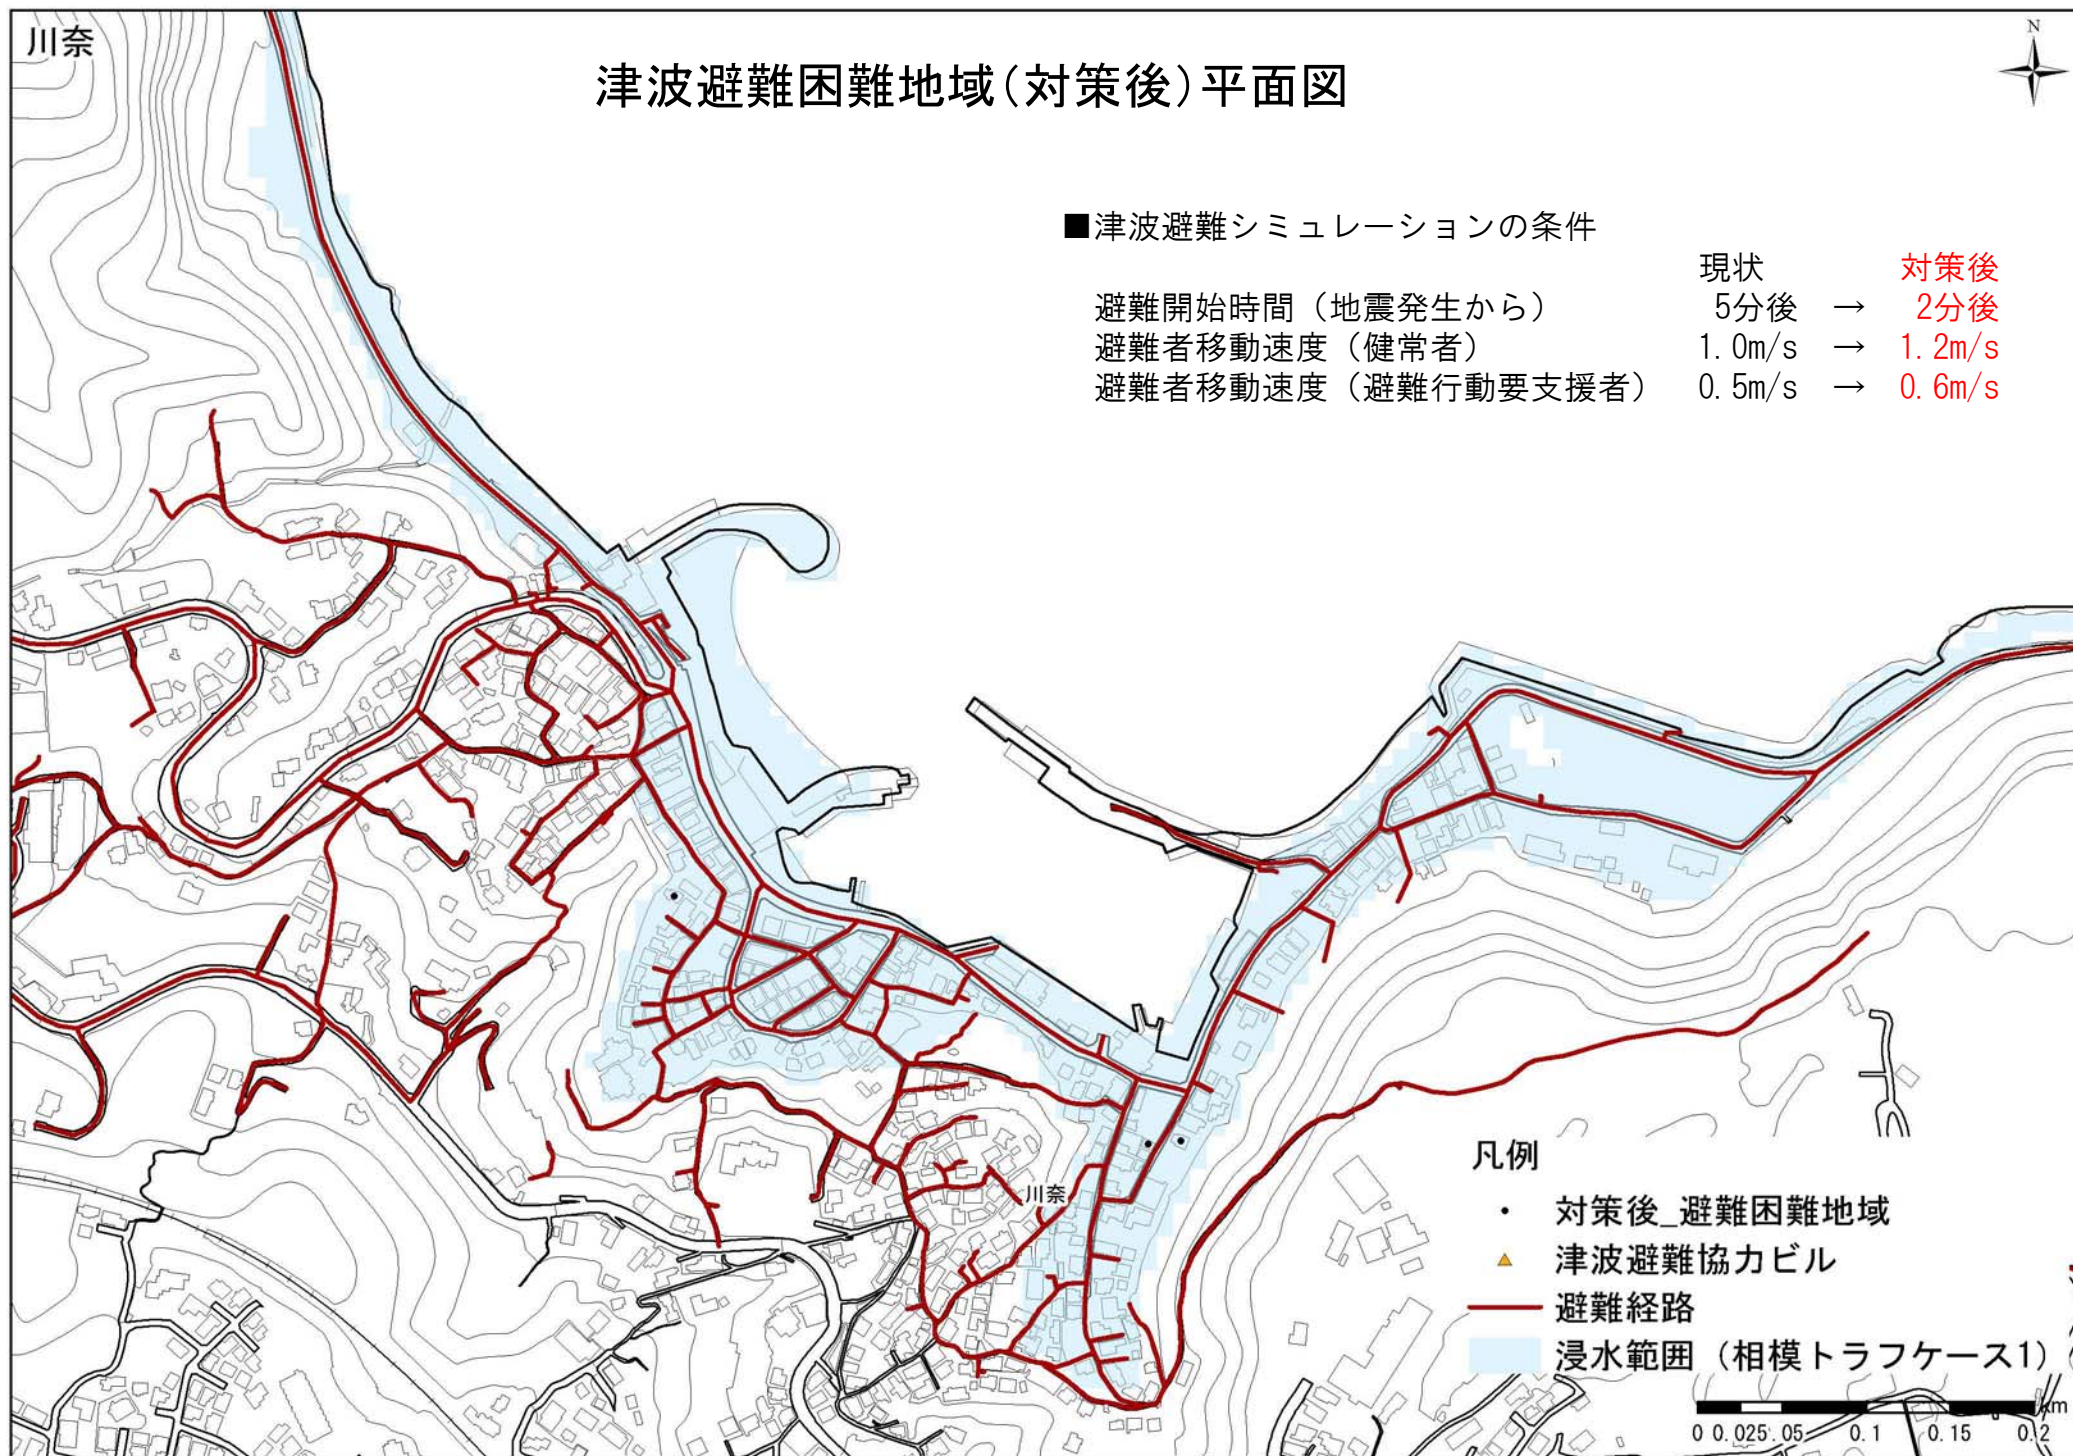 川奈
N
津波避難困難地域(対策後)平面図
■津波避難シミュレーションの条件
現状 対策後
避難開始時間（地震発生から） 5分後 → 2分後
避難者移動速度（健常者） 1.0m/s → 1.2m/s
避難者移動速度（避難行動要支援者） 0.5m/s → 0.6m/s
川奈
凡例
対策後_避難困難地域
津波避難協力ビル
避難経路
浸水範囲（相模トラフケース1）
km
0 0.025 .05 0.1 0.15 0.2